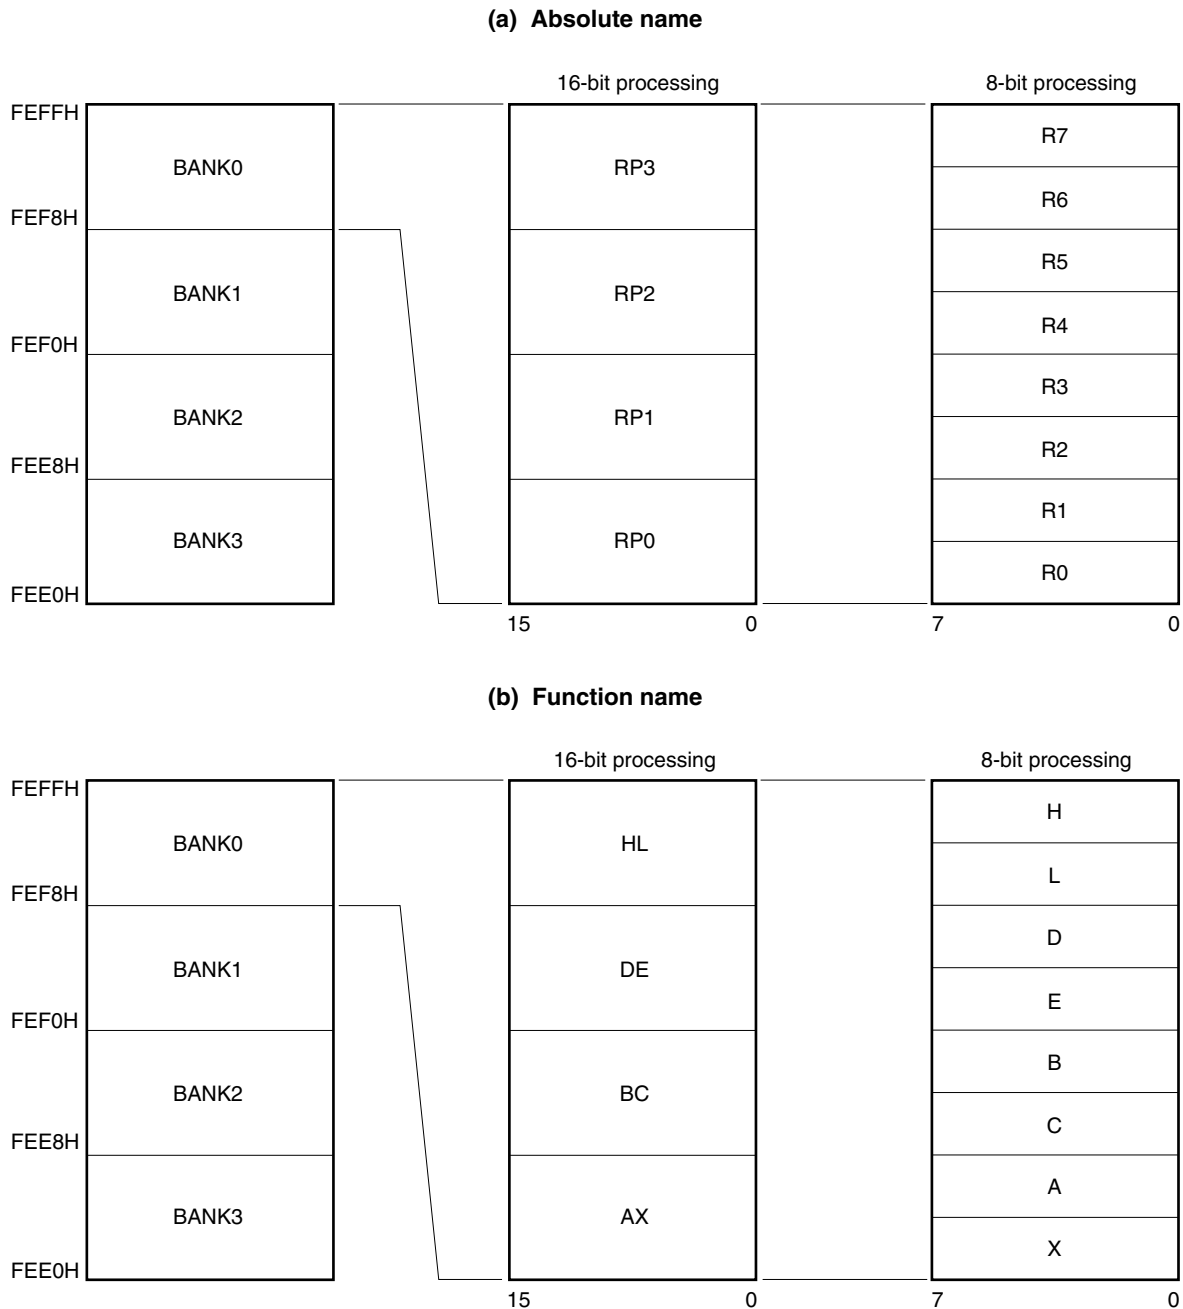 (a) Absolute name
16-bit processing
8-bit processing
FEFFH
BANK0
RP3
R7
R6
FEF8H
BANK1
RP2
R5
R4
FEF0H
BANK2
RP1
R3
R2
FEE8H
BANK3
RP0
R1
R0
FEE0H
15
0
7
0
(b) Function name
16-bit processing
8-bit processing
FEFFH
BANK0
HL
H
L
FEF8H
BANK1
DE
D
E
FEF0H
BANK2
BC
B
C
FEE8H
BANK3
AX
A
X
FEE0H
15
0
7
0